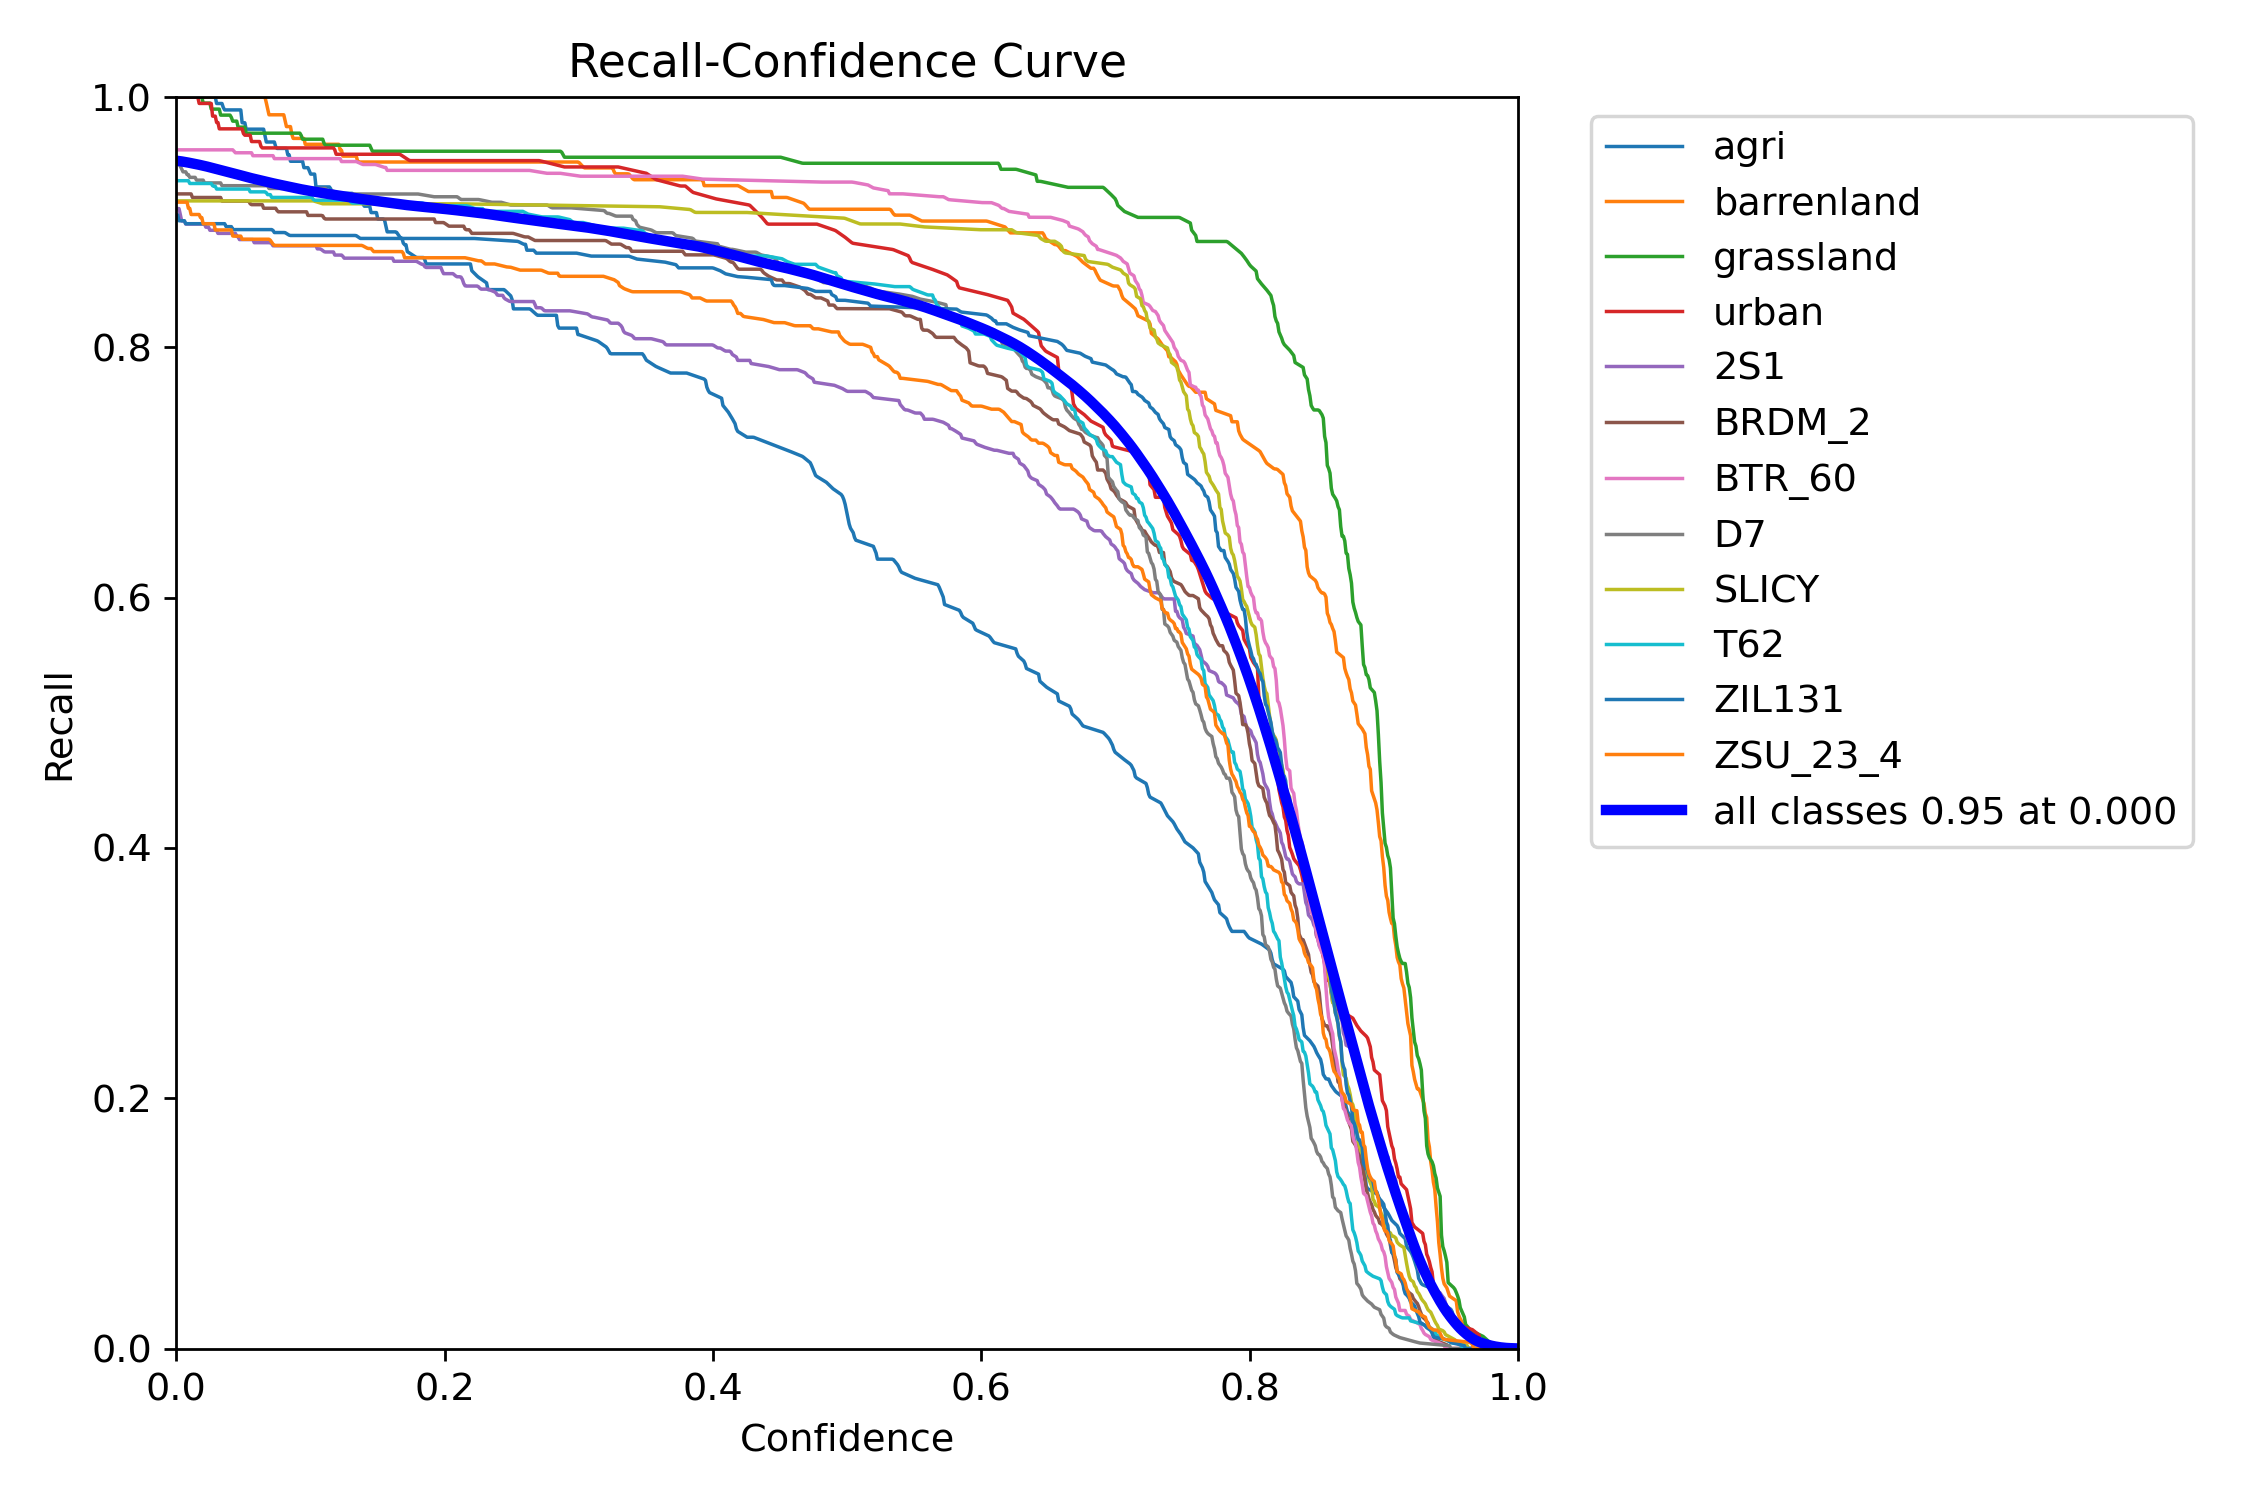 Recall-Confidence Curve
1.0
0.8
0.6
0.4
0.2
0.0
Recall
0.0 0.2 0.4 0.6 0.8 1.0
Confidence
agri
barrenland
grassland
urban
2S1
BRDM_2
BTR_60
D7
SLICY
T62
ZIL131
ZSU_23_4
all classes 0.95 at 0.000